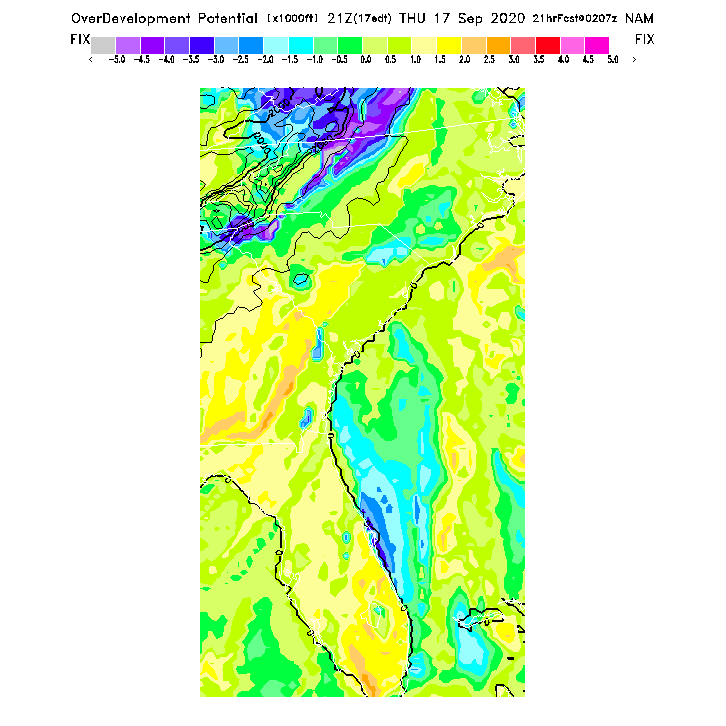 OverDevelopment Potential [x1000ft] 21Z(17edt) THU 17 Sep 2020 21hrFcst@0207z NAM
FIX FIX
< -5.0 -4.5 -4.0 -3.5 -3.0 -2.5 -2.0 -1.5 -1.0 -0.5 0.0 0.5 1.0 1.5 2.0 2.5 3.0 3.5 4.0 4.5 5.0 >